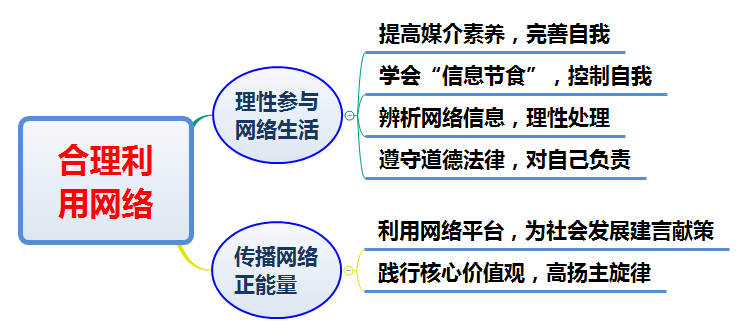 合理利
用网络
理性参与
网络生活
提高媒介素养，完善自我
学会“信息节食”，控制自我
辨析网络信息，理性处理
遵守道德法律，对自己负责
传播网络
正能量
利用网络平台，为社会发展建言献策
践行核心价值观，高扬主旋律